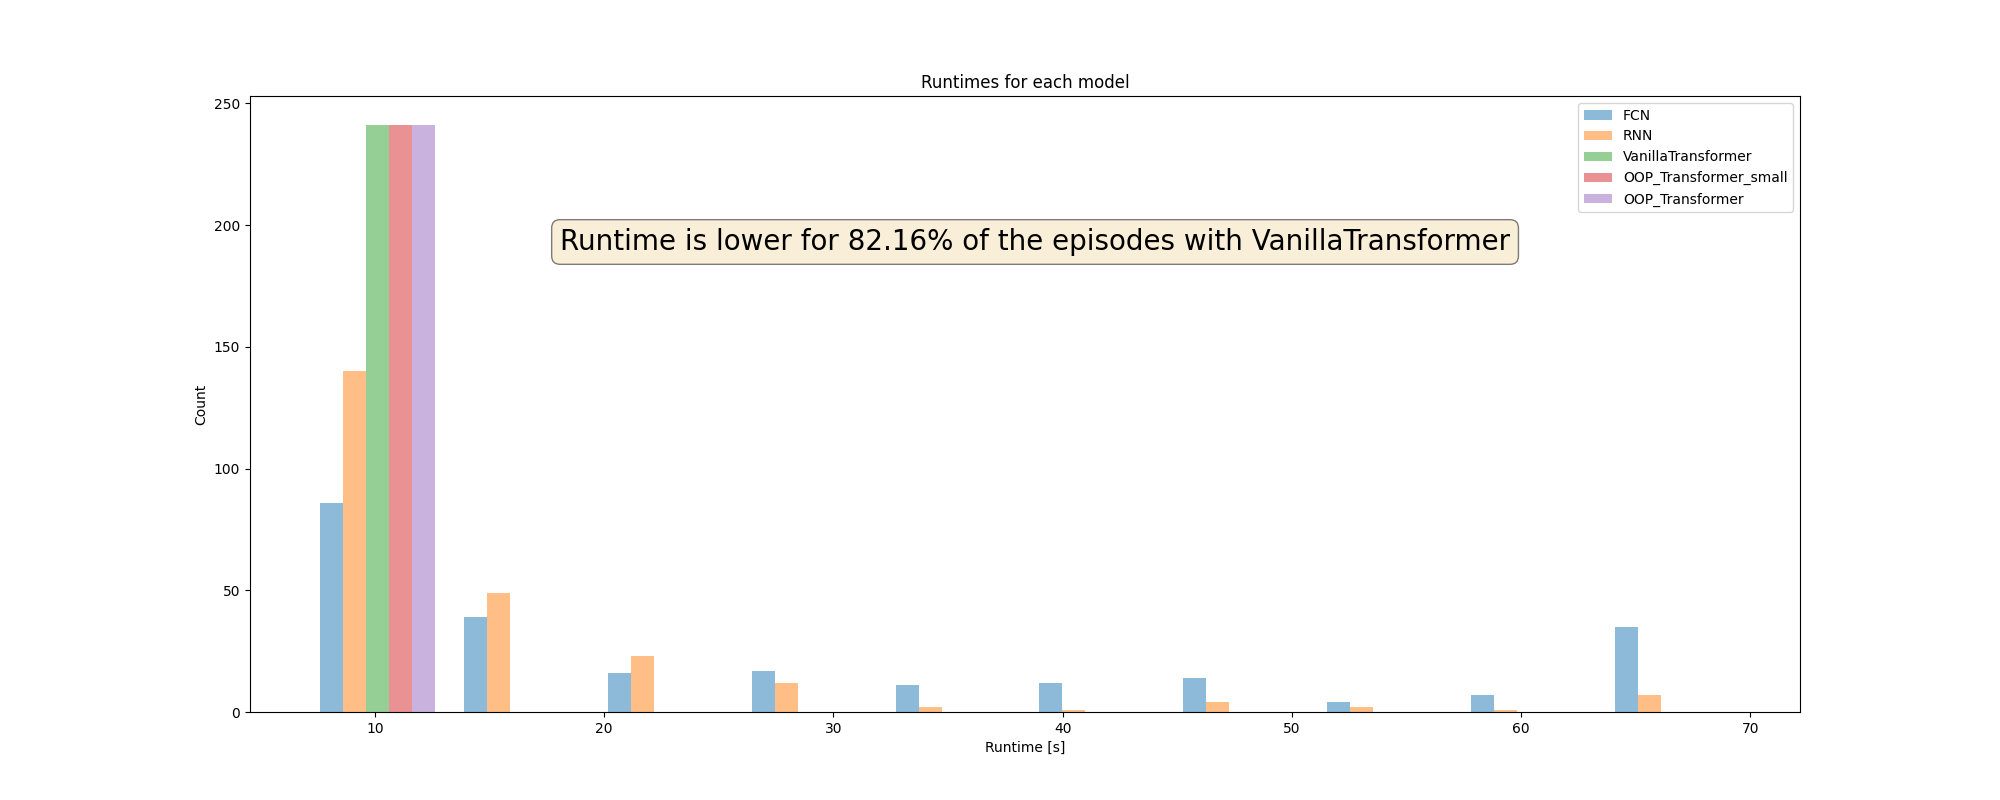 Runtimes for each model
250
200
150
100
50
0
Count
FCN
RNN
VanillaTransformer
OOP_Transformer_small
OOP_Transformer
Runtime is lower for 82.16% of the episodes with VanillaTransformer
10 20 30 40 50 60 70
Runtime [s]